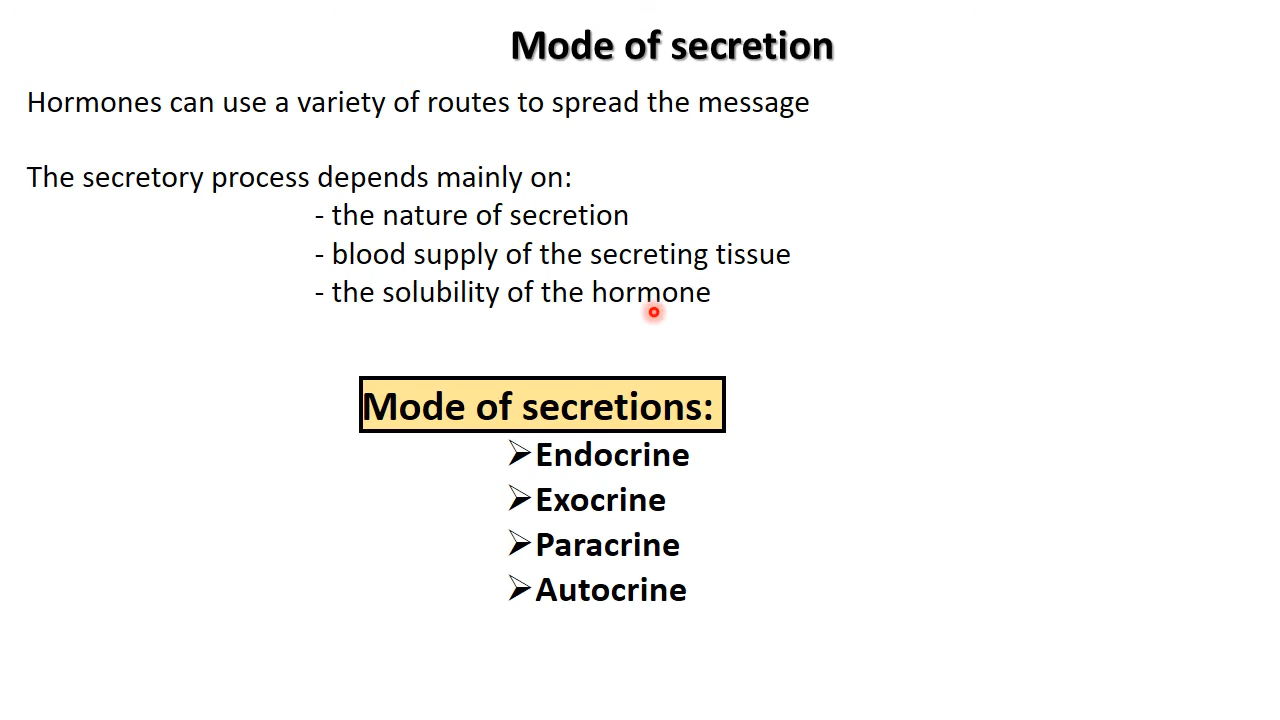 Mode of secretion
Hormones can use a variety of routes to spread the message
The secretory process depends mainly on:
- the nature of secretion
- blood supply of the secreting tissue
- the solubility of the hormone
Mode of secretions:
➢Endocrine
➢Exocrine
➢Paracrine
➢Autocrine